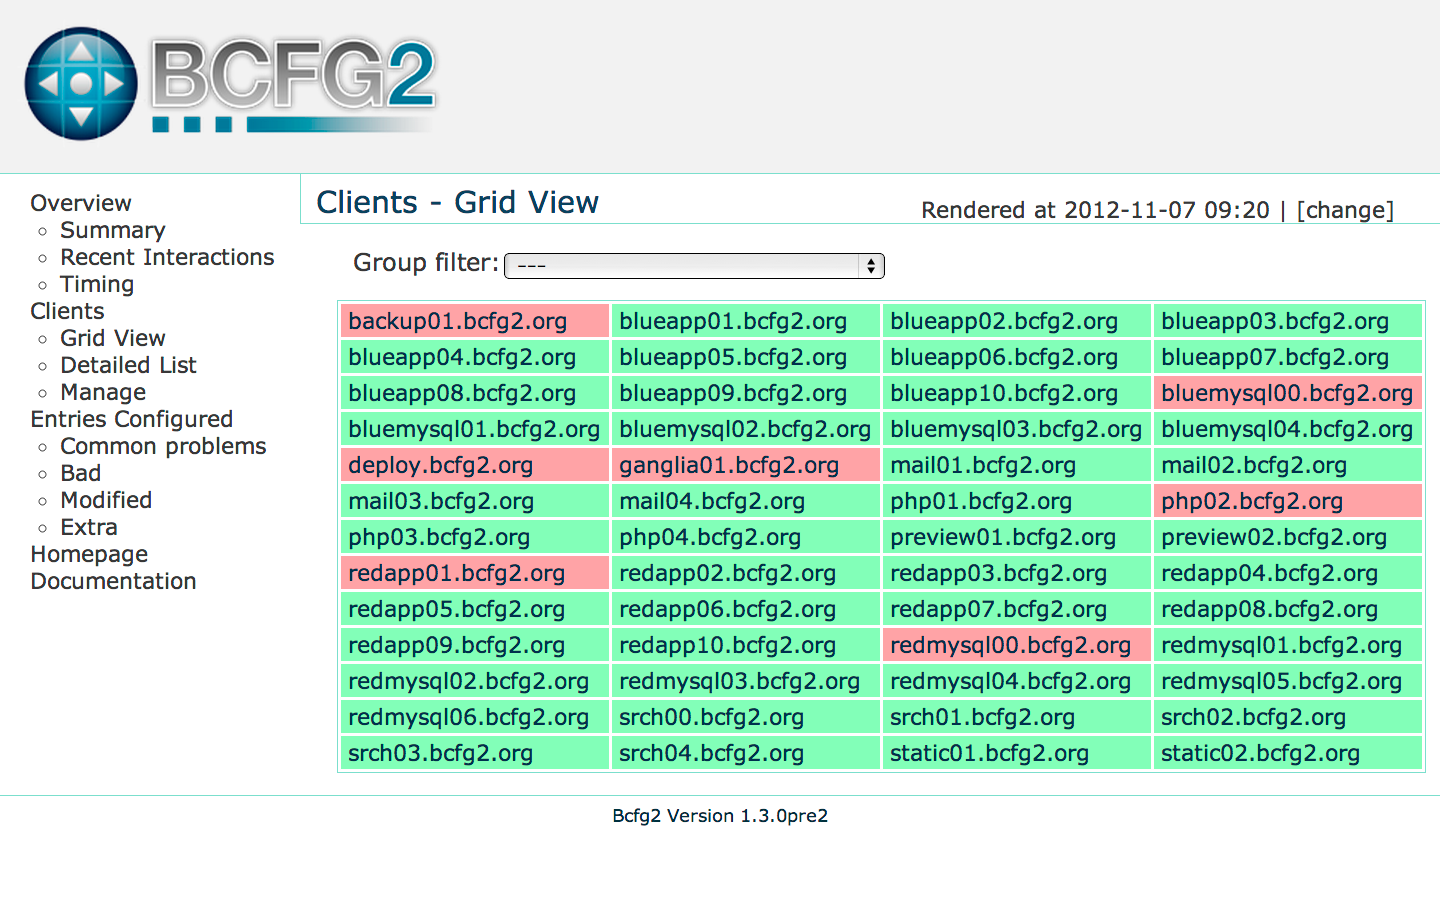 BCFG2
Overview
Summary
Recent Interactions
Timing
Clients
Grid View
Detailed List
Manage
Entries Configured
Common problems
Bad
Modified
Extra
Homepage
Documentation
Clients - Grid View
Rendered at 2012-11-07 09:20 | [change]
Group filter: ---
backup01.bcfg2.org blueapp01.bcfg2.org blueapp02.bcfg2.org blueapp03.bcfg2.org
blueapp04.bcfg2.org blueapp05.bcfg2.org blueapp06.bcfg2.org blueapp07.bcfg2.org
blueapp08.bcfg2.org blueapp09.bcfg2.org blueapp10.bcfg2.org bluemysql00.bcfg2.org
bluemysql01.bcfg2.org bluemysql02.bcfg2.org bluemysql03.bcfg2.org bluemysql04.bcfg2.org
deploy.bcfg2.org ganglia01.bcfg2.org mail01.bcfg2.org mail02.bcfg2.org
mail03.bcfg2.org mail04.bcfg2.org php01.bcfg2.org php02.bcfg2.org
php03.bcfg2.org php04.bcfg2.org preview01.bcfg2.org preview02.bcfg2.org
redapp01.bcfg2.org redapp02.bcfg2.org redapp03.bcfg2.org redapp04.bcfg2.org
redapp05.bcfg2.org redapp06.bcfg2.org redapp07.bcfg2.org redapp08.bcfg2.org
redapp09.bcfg2.org redapp10.bcfg2.org redmysql00.bcfg2.org redmysql01.bcfg2.org
redmysql02.bcfg2.org redmysql03.bcfg2.org redmysql04.bcfg2.org redmysql05.bcfg2.org
redmysql06.bcfg2.org srch00.bcfg2.org srch01.bcfg2.org srch02.bcfg2.org
srch03.bcfg2.org srch04.bcfg2.org static01.bcfg2.org static02.bcfg2.org
Bcfg2 Version 1.3.0pre2